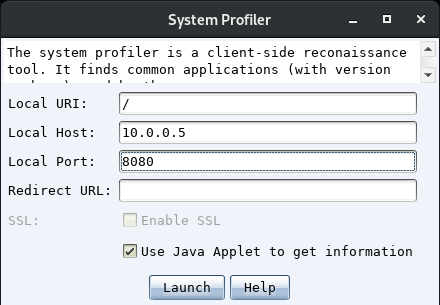 System Profiler
The system profiler is a client-side reconaissance
tool. It finds common applications (with version
Local URI: /
Local Host: 10.0.0.5
Local Port: 8080
Redirect URL:
SSL: Enable SSL
Use Java Applet to get information
Launch Help